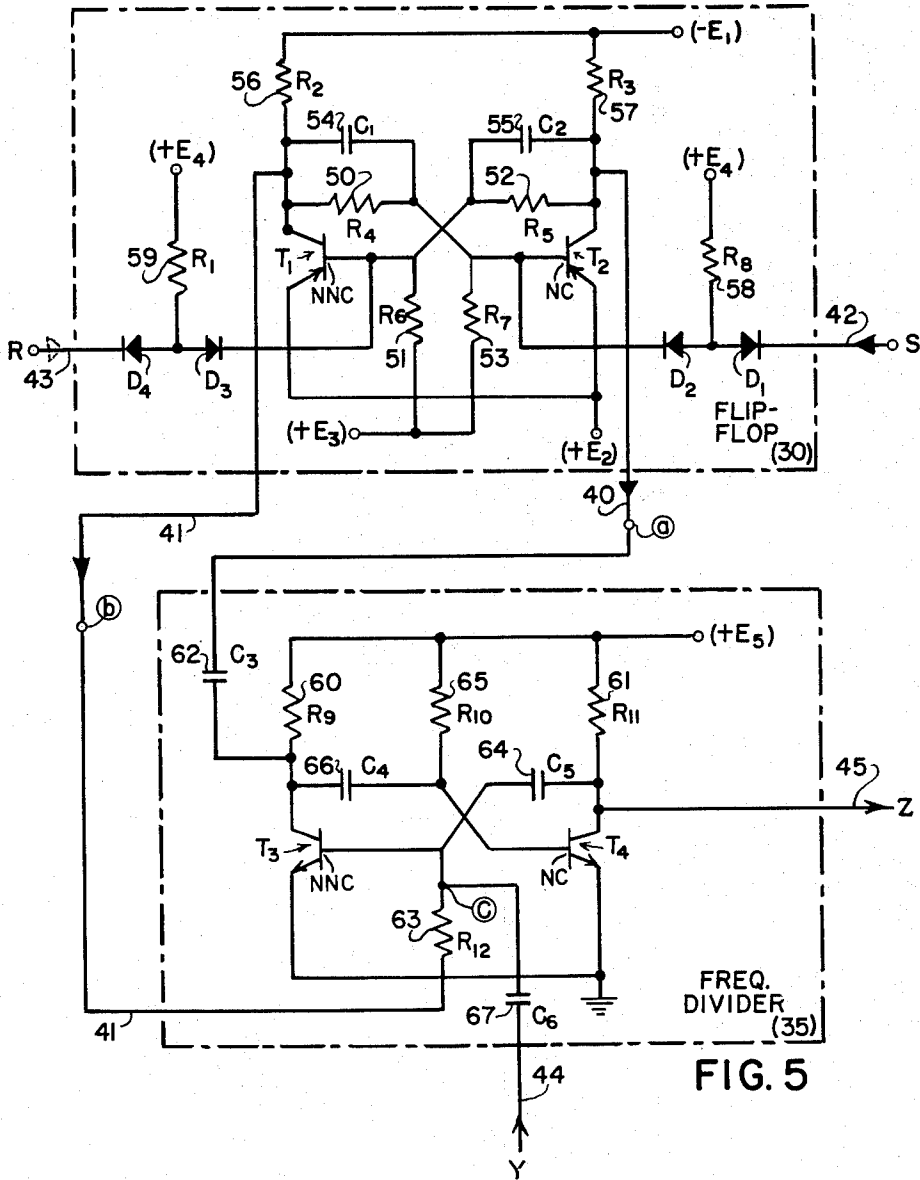 (-E1)
56
R2
R3
57
54
C1
55
C2
(+E4)
(+E4)
50
52
R4
R5
59
R1
T1
NNC
NC
T2
R8
58
R6
R7
42
R
43
51
53
S
D4
D3
D2
D1
FLIP-
FLOP
(30)
(+E3)
(+E2)
41
40
ⓐ
ⓑ
(+E5)
62
C3
60
65
61
R9
R10
R11
66
C4
64
C5
45
Z
T3
NNC
NC
T4
ⓒ
63
R12
FREQ.
DIVIDER
(35)
41
67
C6
FIG. 5
44
Y